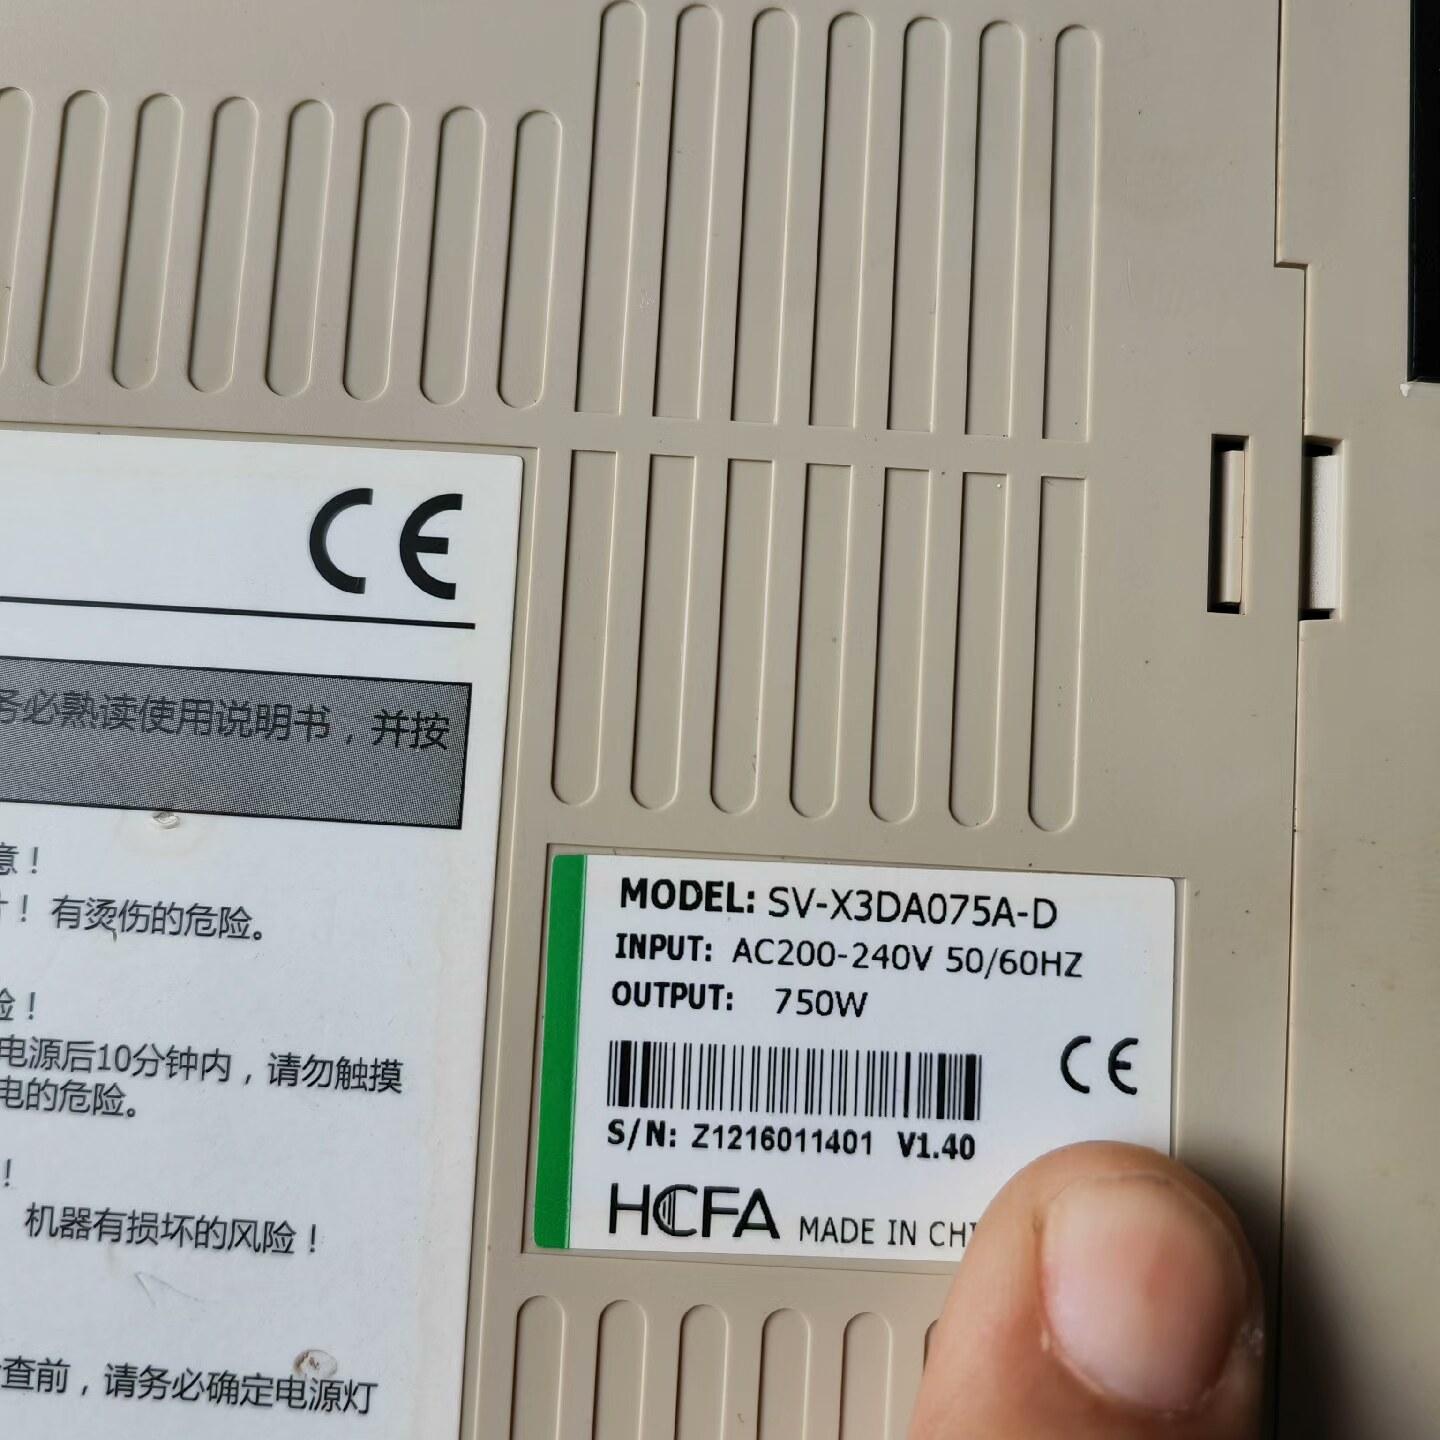 CE
务必熟读使用说明书，并按
意！
！有烫伤的危险。
险！
电源后10分钟内，请勿触摸
电的危险。
！
机器有损坏的风险！
查前，请务必确定电源灯
MODEL: SV-X3DA075A-D
INPUT: AC200-240V 50/60HZ
OUTPUT: 750W
CE
S/N: Z1216011401 V1.40
HCFA MADE IN CHI